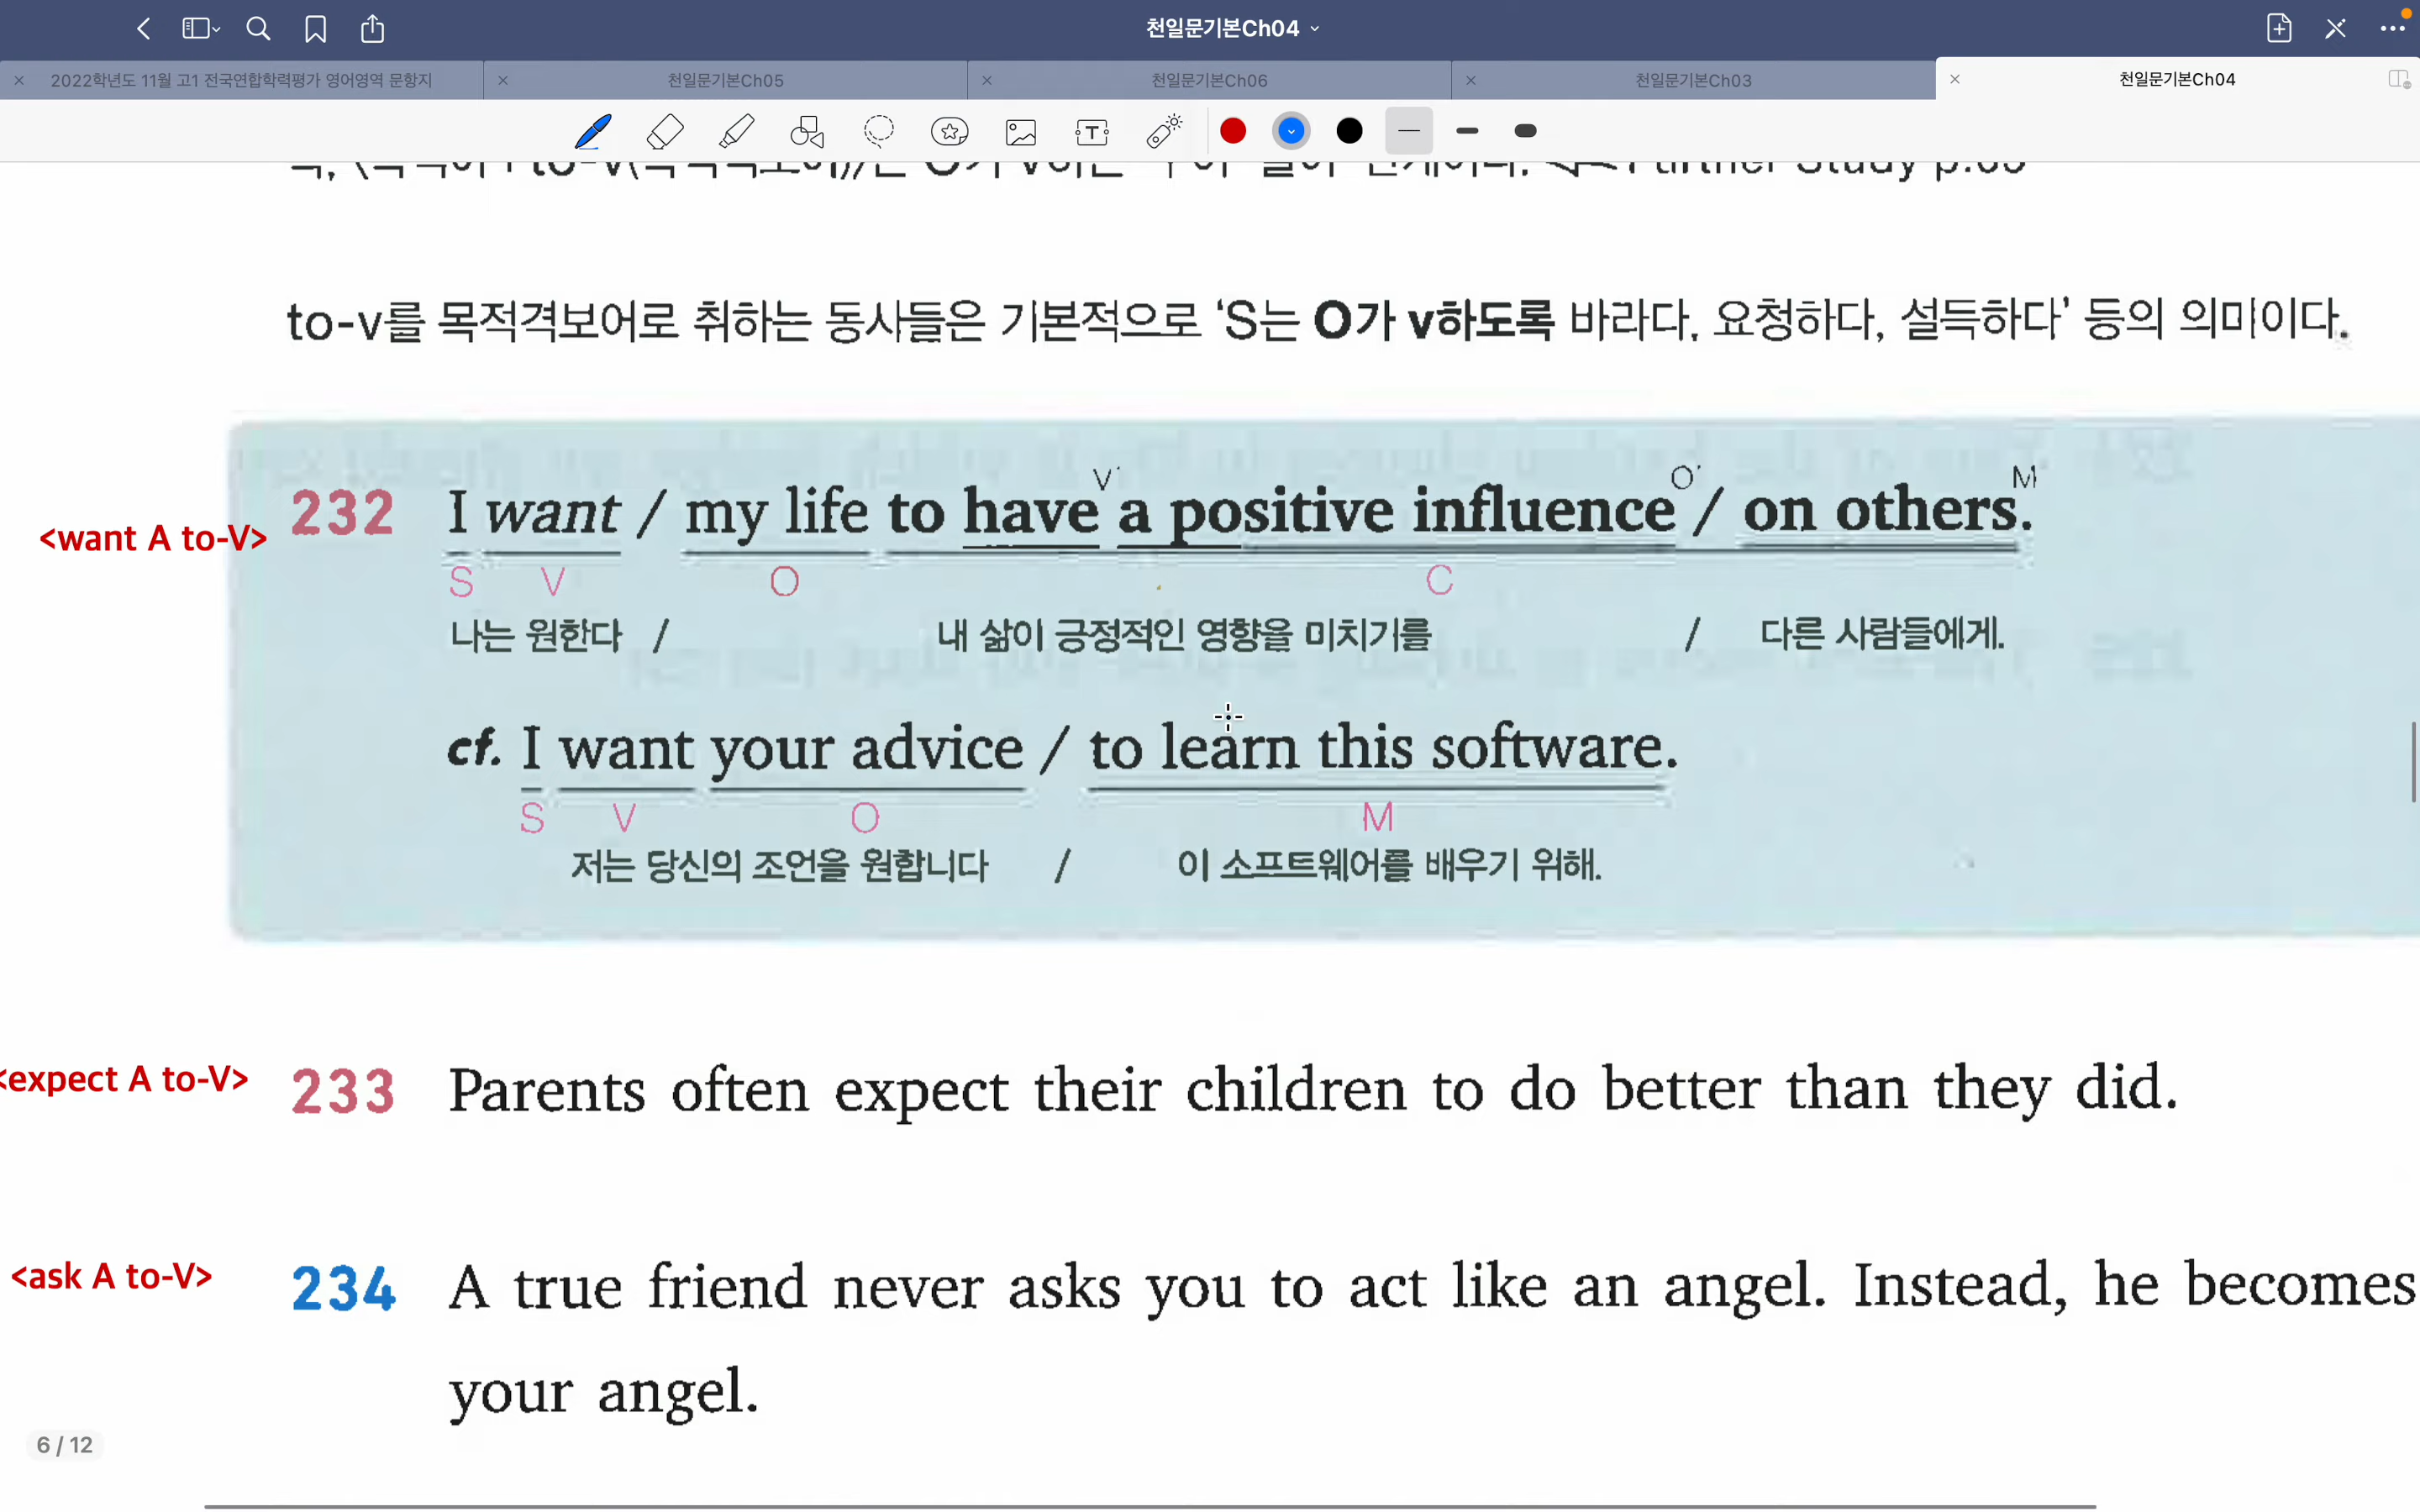 천일문기본Ch04
2022학년도 11월 고1 전국연합학력평가 영어영역 문항지
천일문기본Ch05
천일문기본Ch06
천일문기본Ch03
천일문기본Ch04
Further Study p.65
to-v를 목적격보어로 취하는 동사들은 기본적으로 ‘S는 O가 v하도록 바라다, 요청하다, 설득하다’ 등의 의미이다.
V′ O′ M′
<want A to-V> 232 I want / my life to have a positive influence / on others.
S V O C
나는 원한다 / 내 삶이 긍정적인 영향을 미치기를 / 다른 사람들에게.
cf. I want your advice / to learn this software.
S V O M
저는 당신의 조언을 원합니다 / 이 소프트웨어를 배우기 위해.
<expect A to-V> 233 Parents often expect their children to do better than they did.
<ask A to-V> 234 A true friend never asks you to act like an angel. Instead, he becomes
your angel.
6 / 12